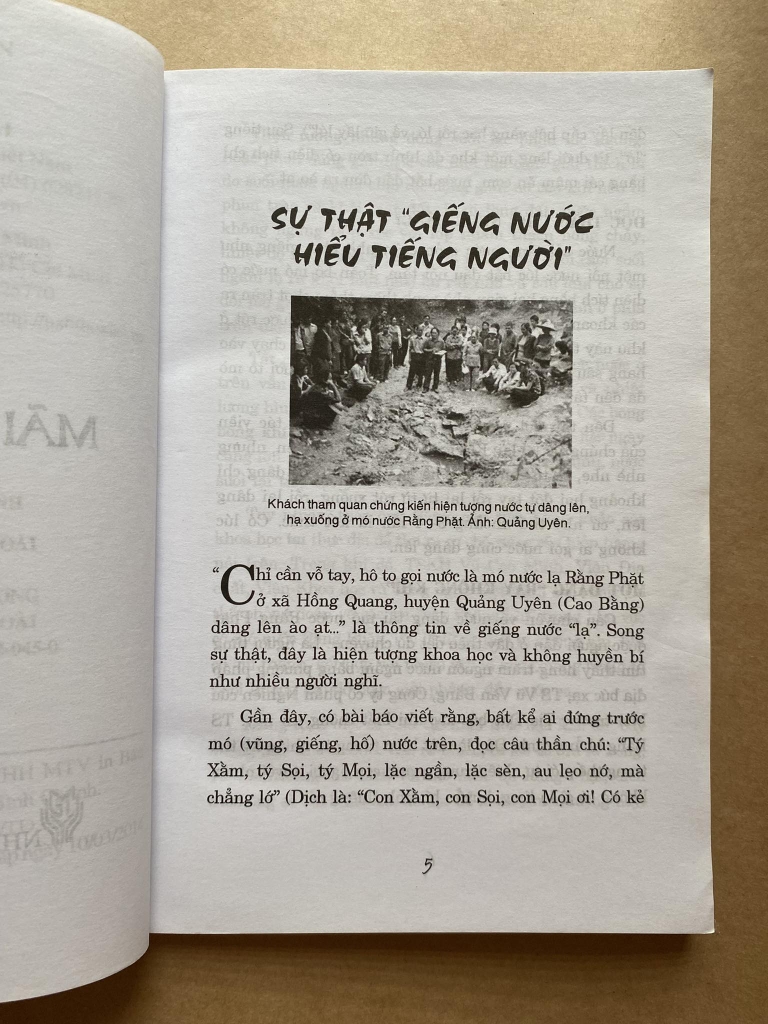 SỰ THẬT "GIẾNG NƯỚC
HIỂU TIẾNG NGƯỜI"
Khách tham quan chứng kiến hiện tượng nước tự dâng lên,
hạ xuống ở mó nước Rằng Phặt. Ảnh: Quảng Uyên.
"Chỉ cần vỗ tay, hô to gọi nước là mó nước lạ Rằng Phặt
ở xã Hồng Quang, huyện Quảng Uyên (Cao Bằng)
dâng lên ào ạt..." là thông tin về giếng nước "lạ". Song
sự thật, đây là hiện tượng khoa học và không huyền bí
như nhiều người nghĩ.
Gần đây, có bài báo viết rằng, bất kể ai đứng trước
mó (vũng, giếng, hố) nước trên, đọc câu thần chú: "Tý
Xằm, tý Sọi, tý Mọi, lặc ngần, lặc sèn, au lẹo nó, mà
chẳng lớ" (Dịch là: "Con Xằm, con Sọi, con Mọi ơi! Có kẻ
5